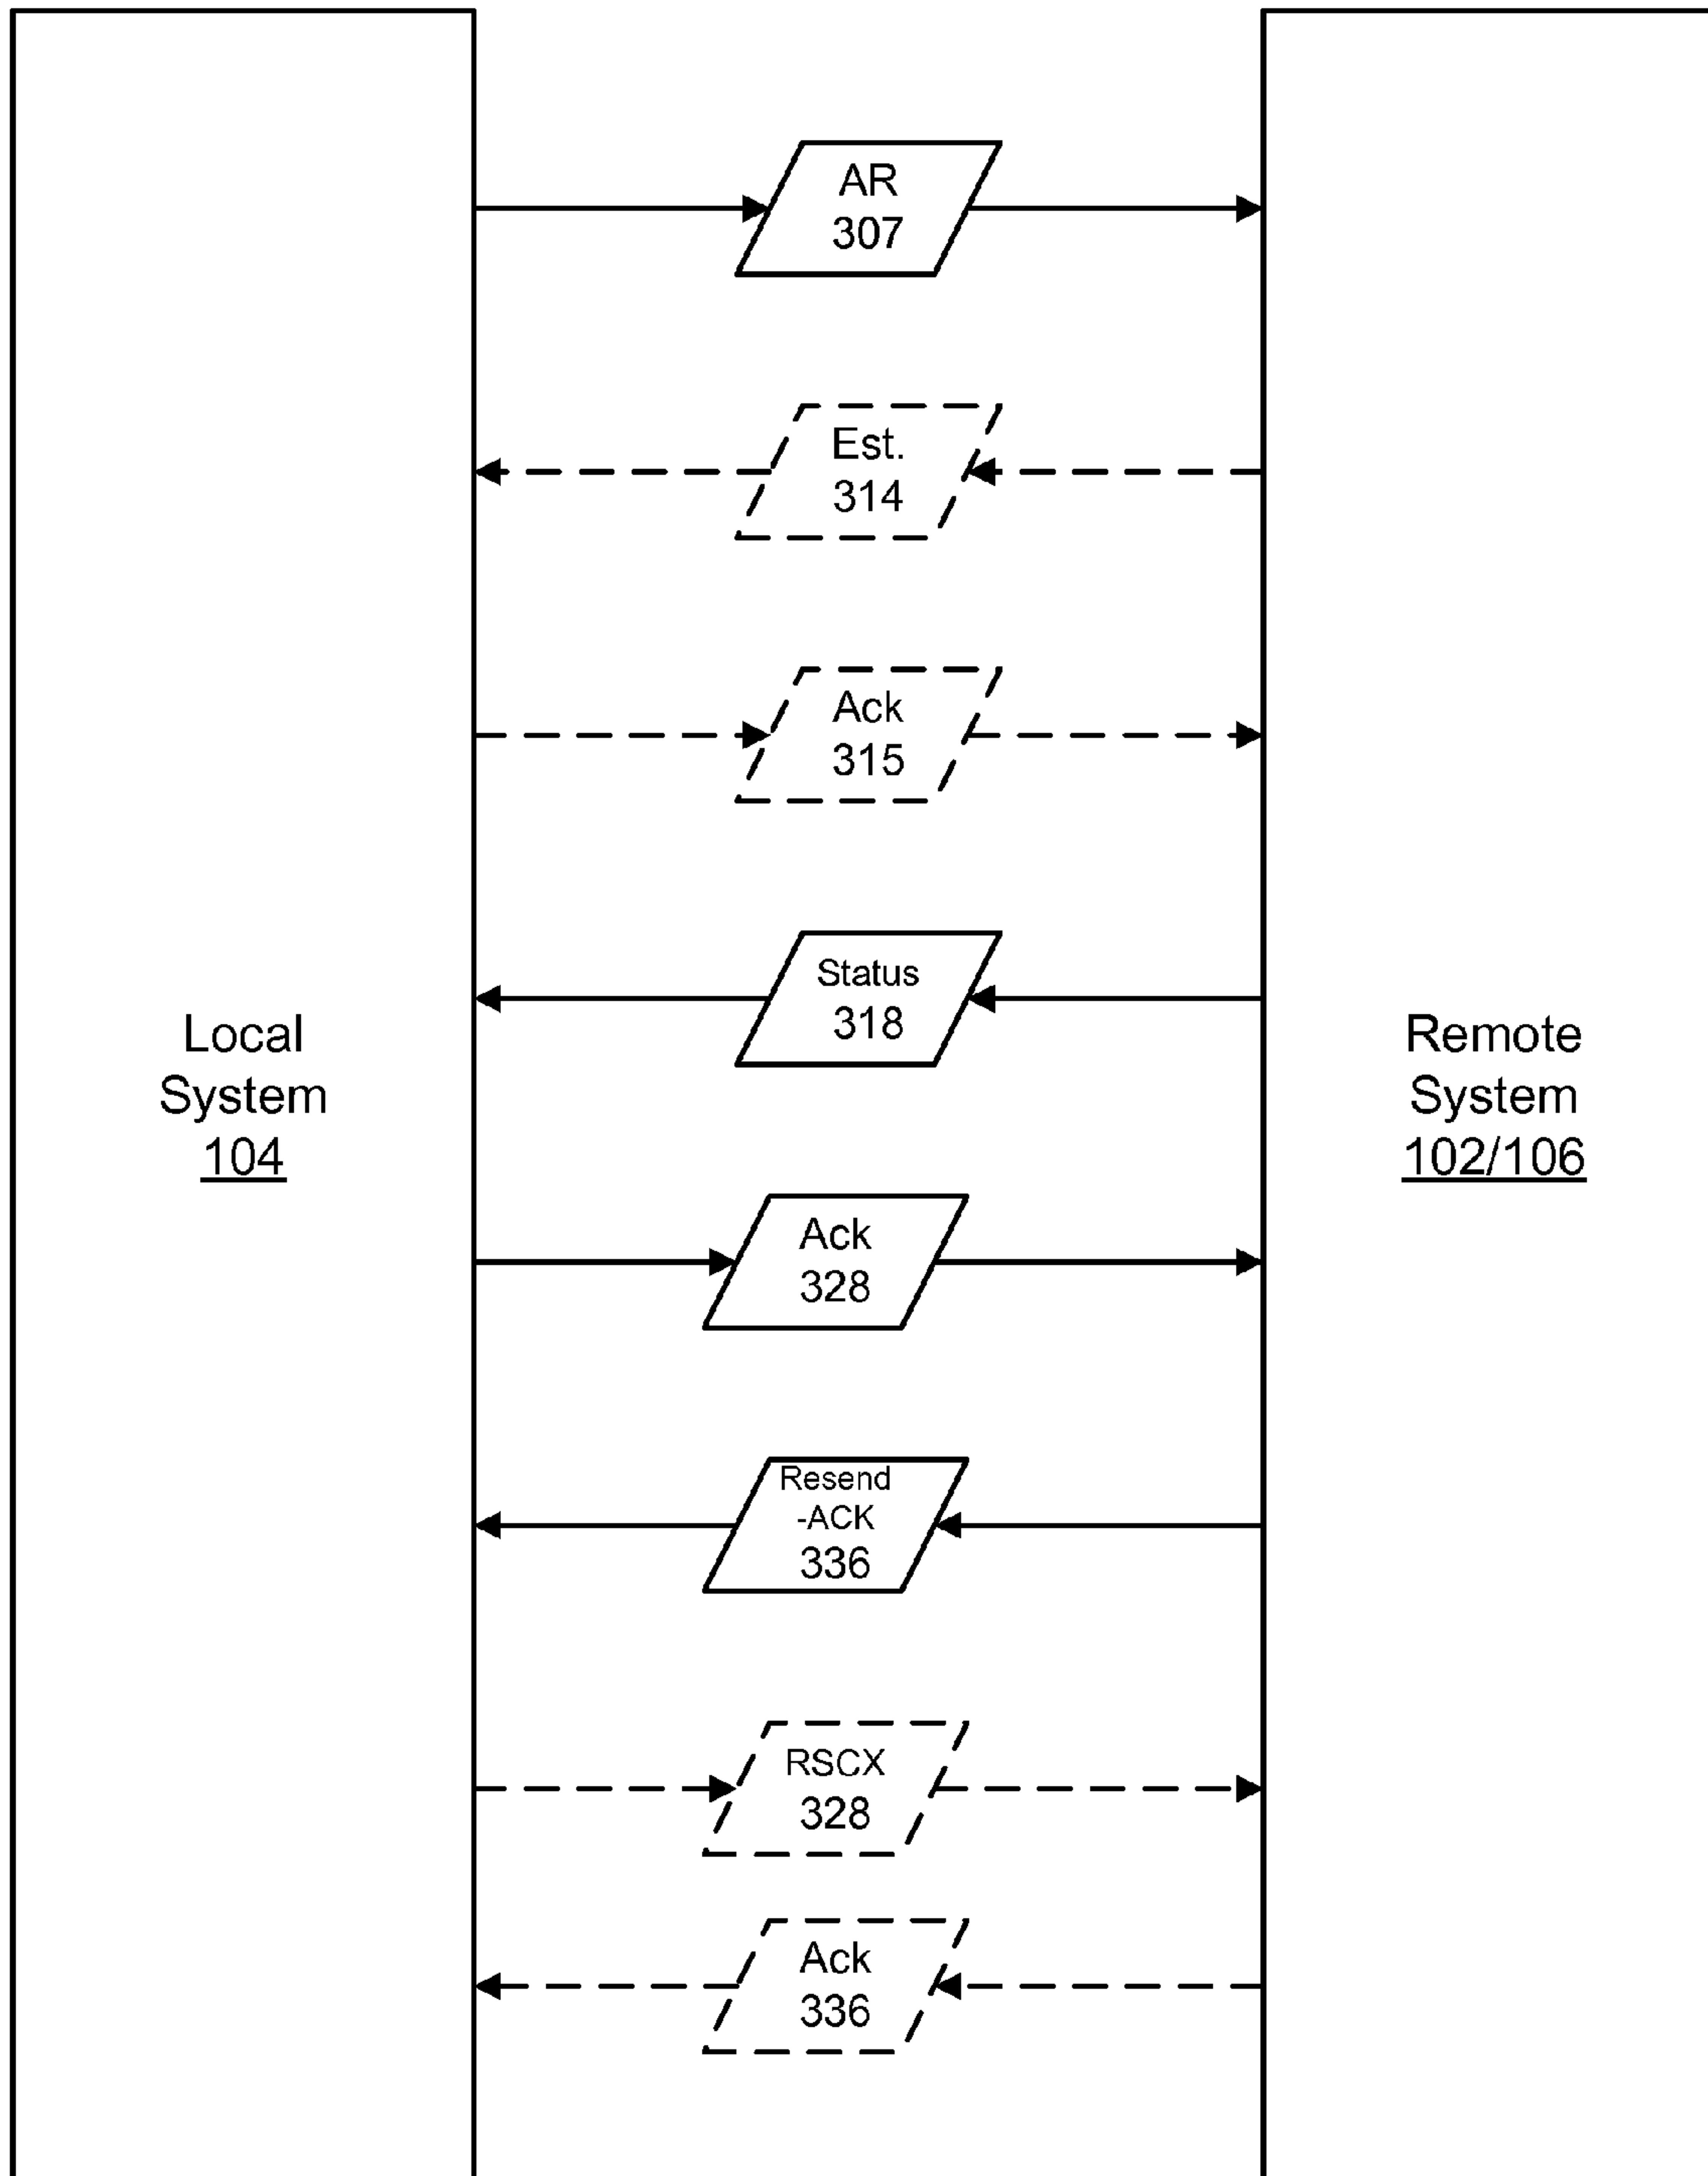 AR
307
Est.
314
Ack
315
Status
318
Local
System
104
Remote
System
102/106
Ack
328
Resend
-ACK
336
RSCX
328
Ack
336